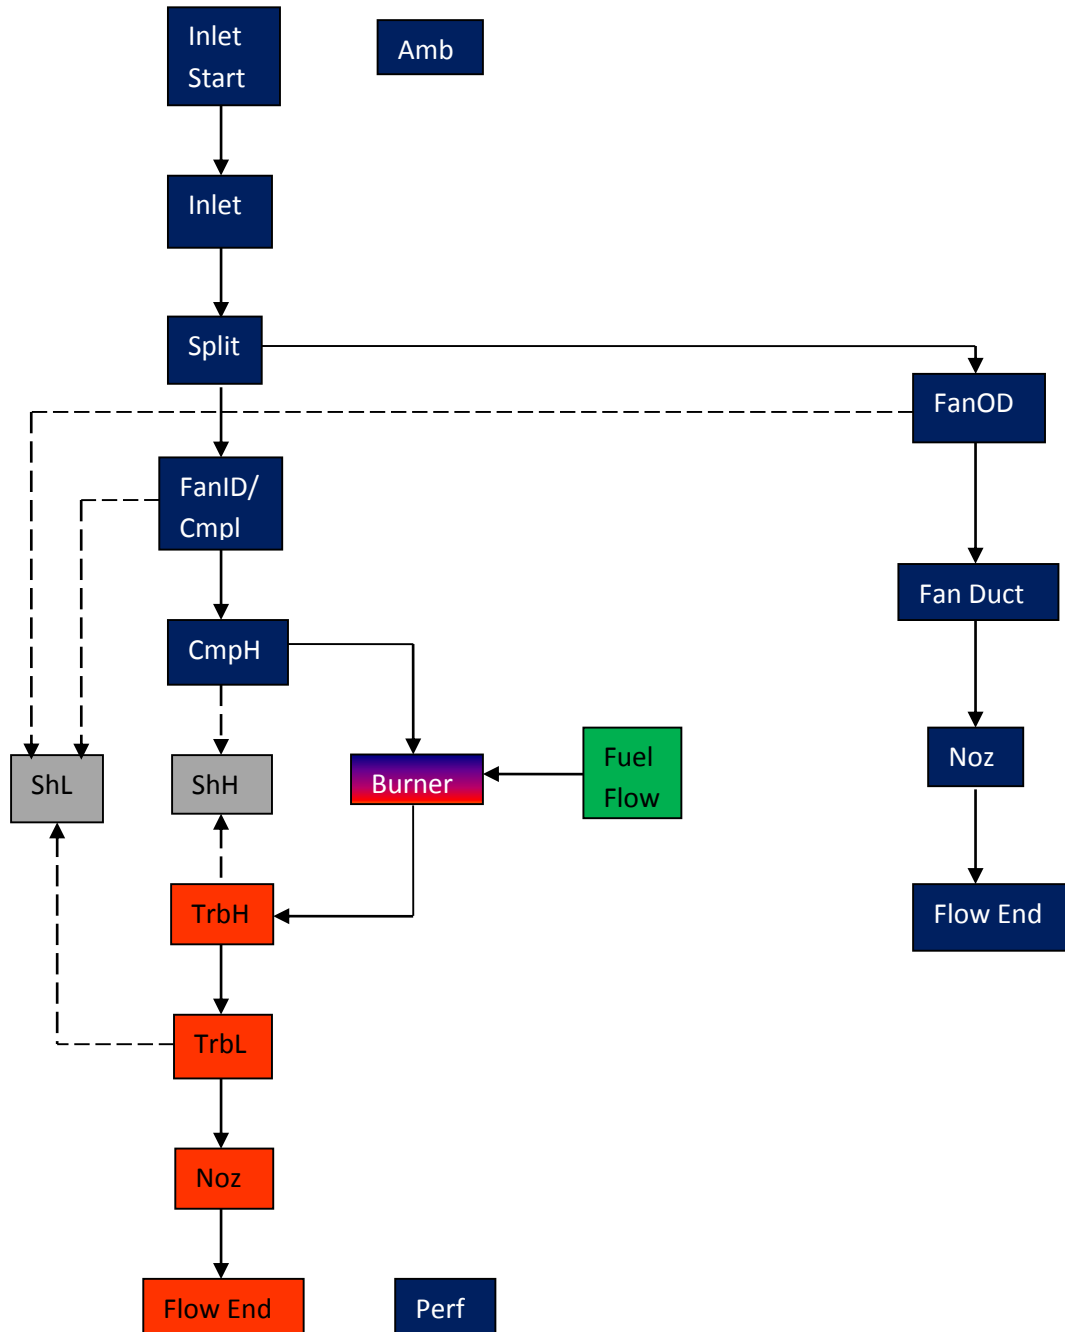 Inlet
Start
Amb
Inlet
Split
FanOD
FanID/
Cmpl
Fan Duct
CmpH
Noz
Fuel
Flow
ShL
ShH
Burner
TrbH
Flow End
TrbL
Noz
Flow End
Perf